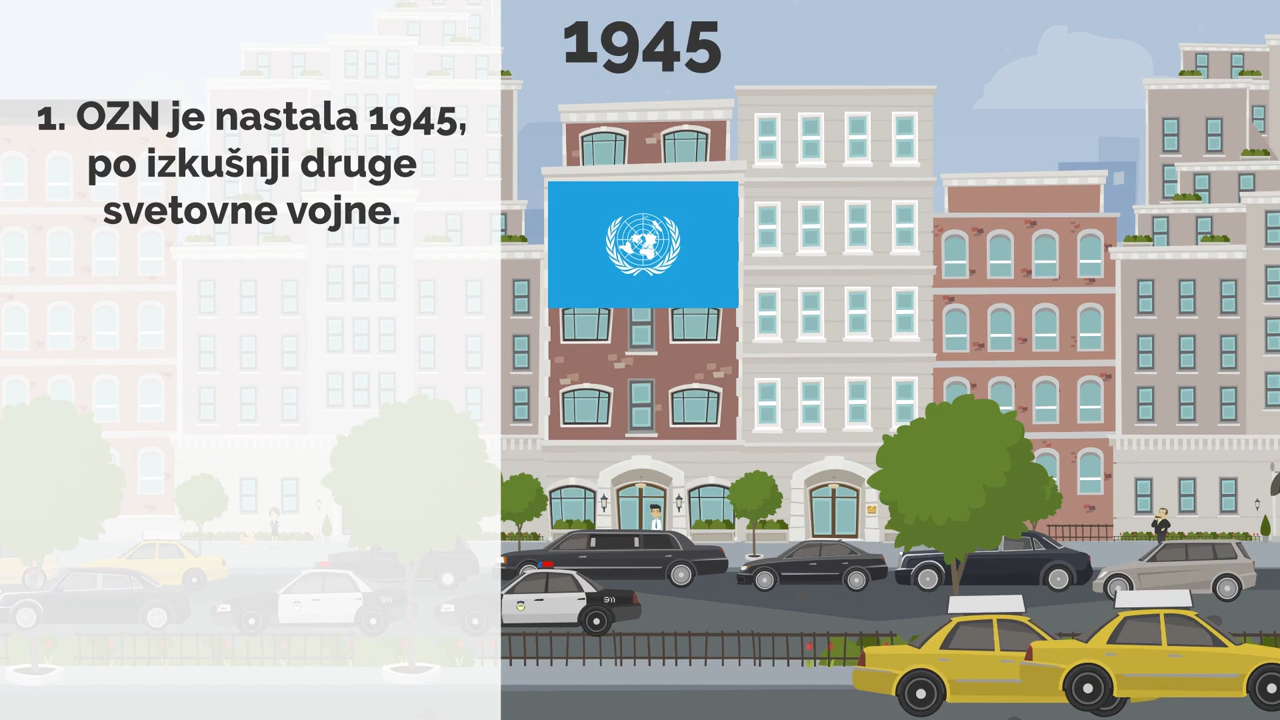 1945
1. OZN je nastala 1945,
po izkušnji druge
svetovne vojne.
911